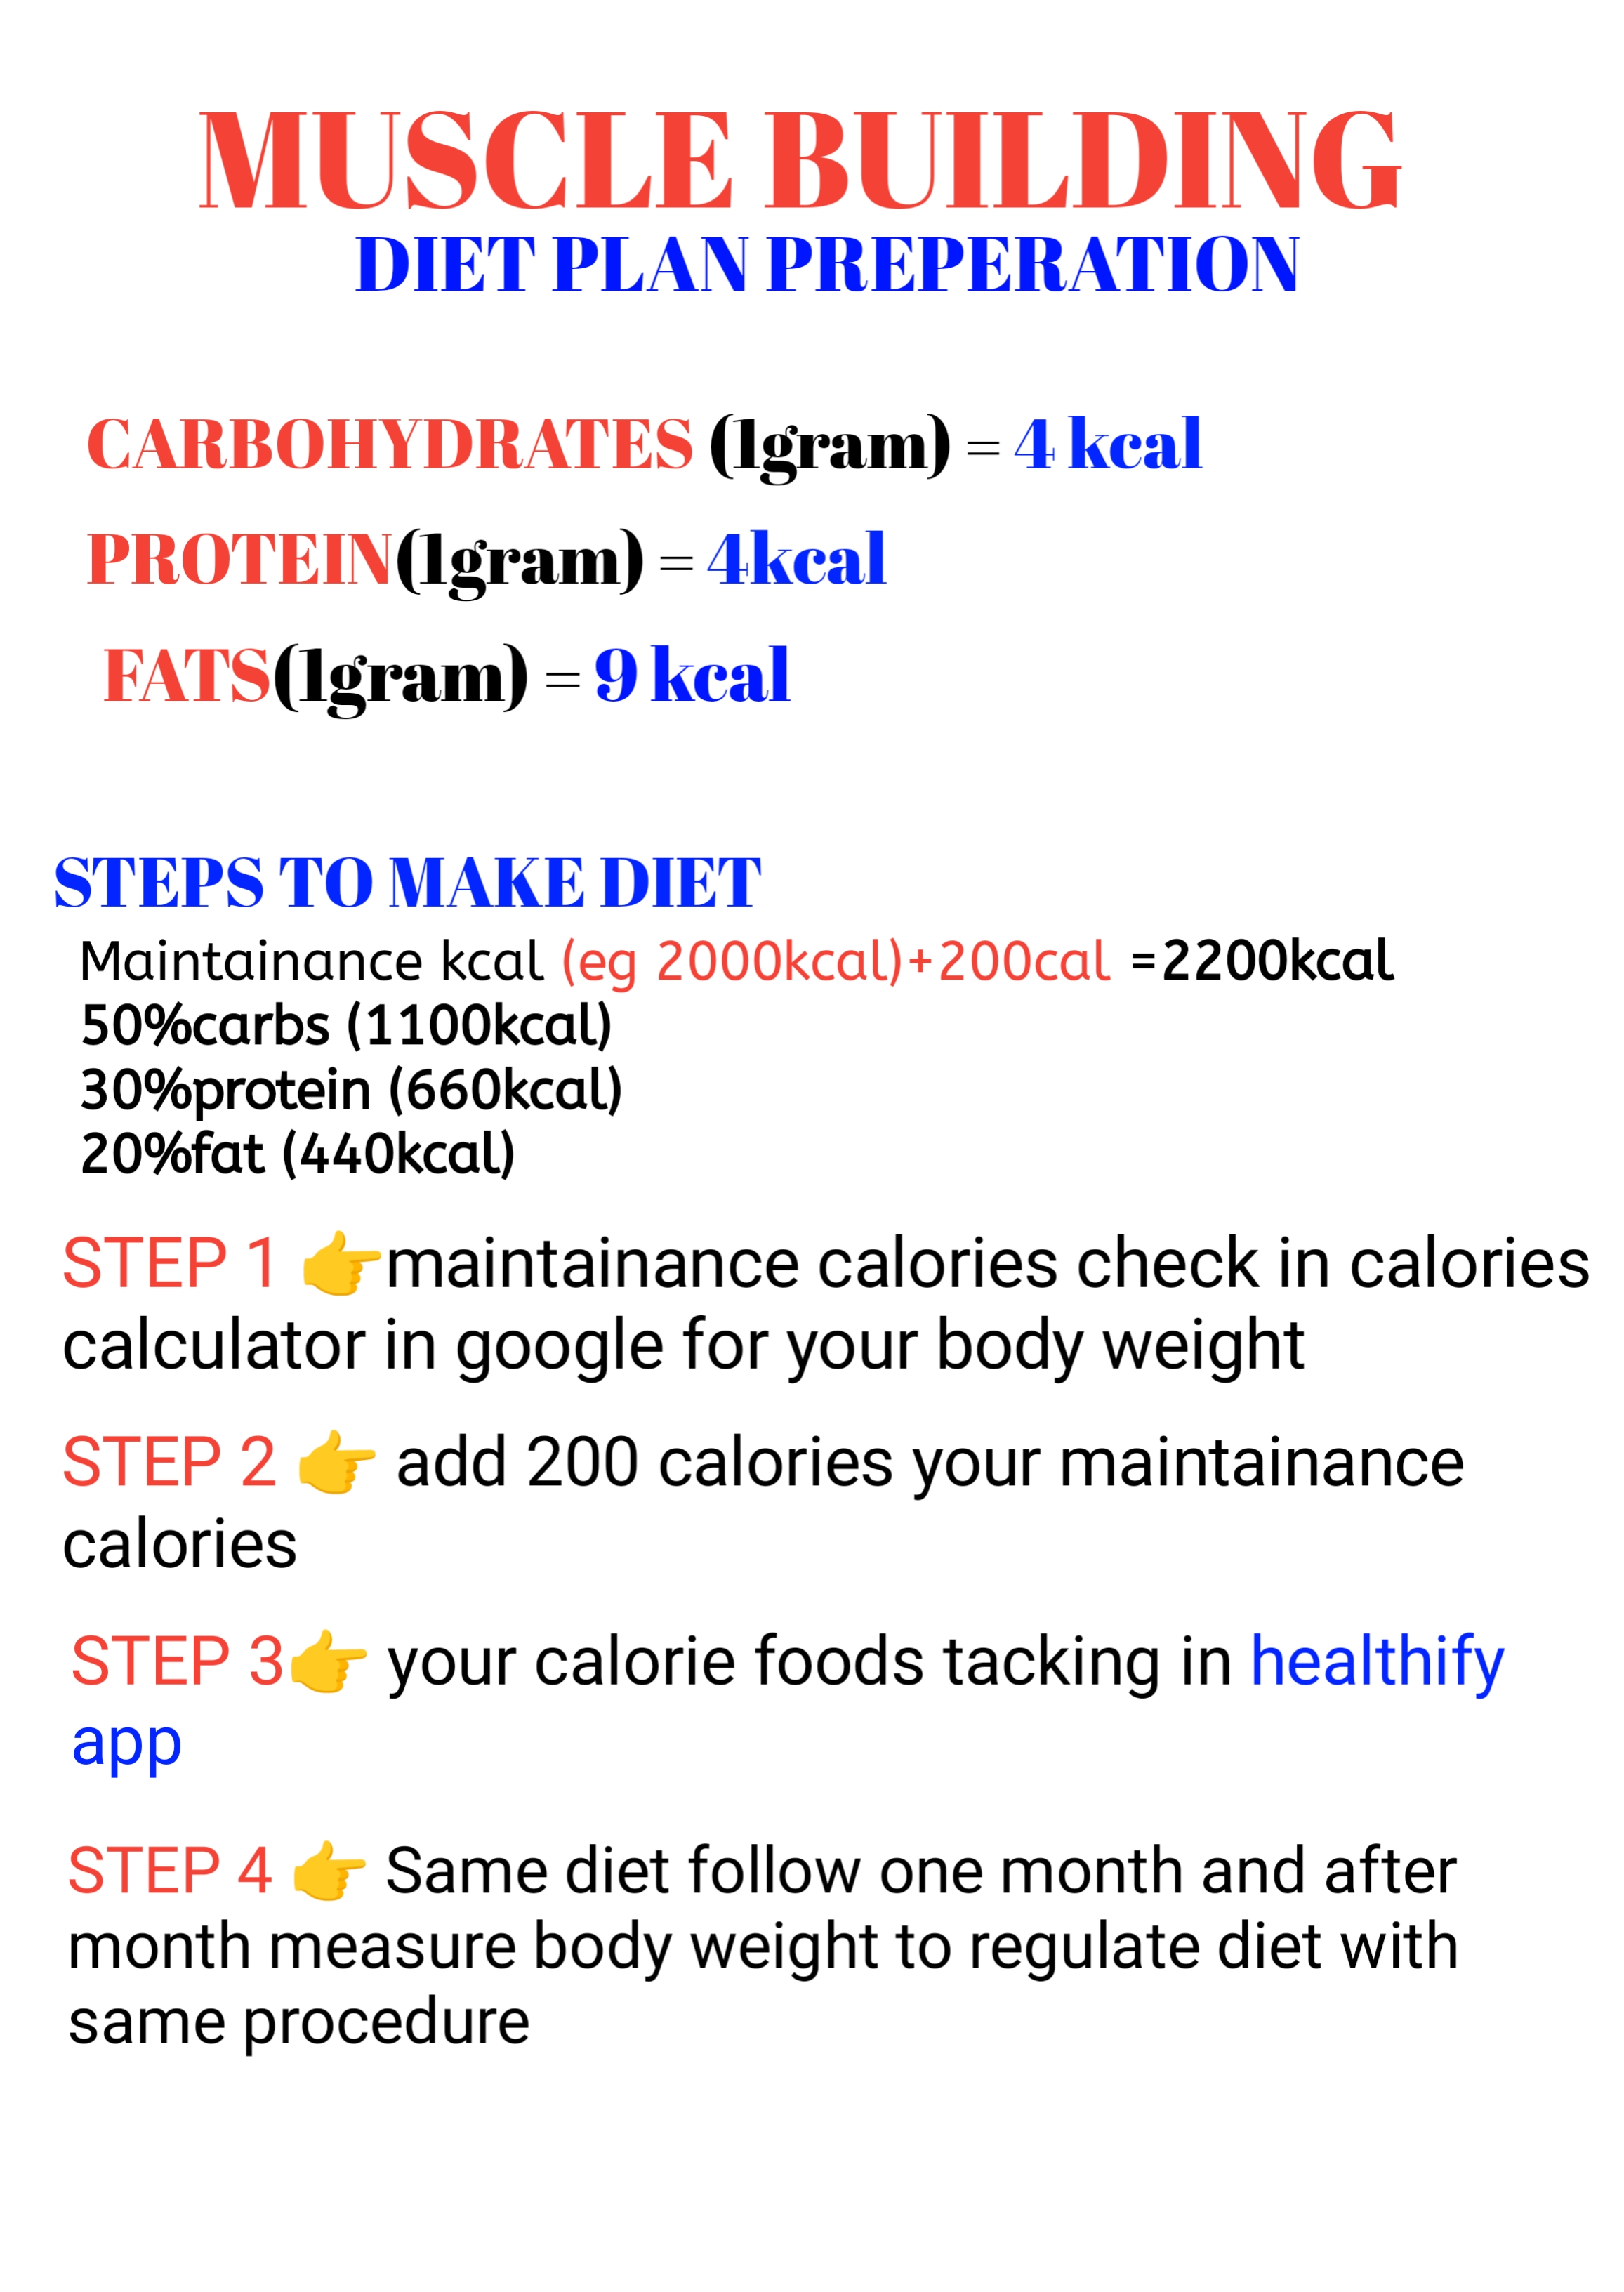 MUSCLE BUILDING
DIET PLAN PREPERATION
CARBOHYDRATES (1gram) = 4 kcal
PROTEIN(1gram) = 4kcal
FATS(1gram) = 9 kcal
STEPS TO MAKE DIET
Maintainance kcal (eg 2000kcal)+200cal =2200kcal
50%carbs (1100kcal)
30%protein (660kcal)
20%fat (440kcal)
STEP 1 👉maintainance calories check in calories
calculator in google for your body weight
STEP 2 👉 add 200 calories your maintainance
calories
STEP 3👉 your calorie foods tacking in healthify
app
STEP 4 👉 Same diet follow one month and after
month measure body weight to regulate diet with
same procedure